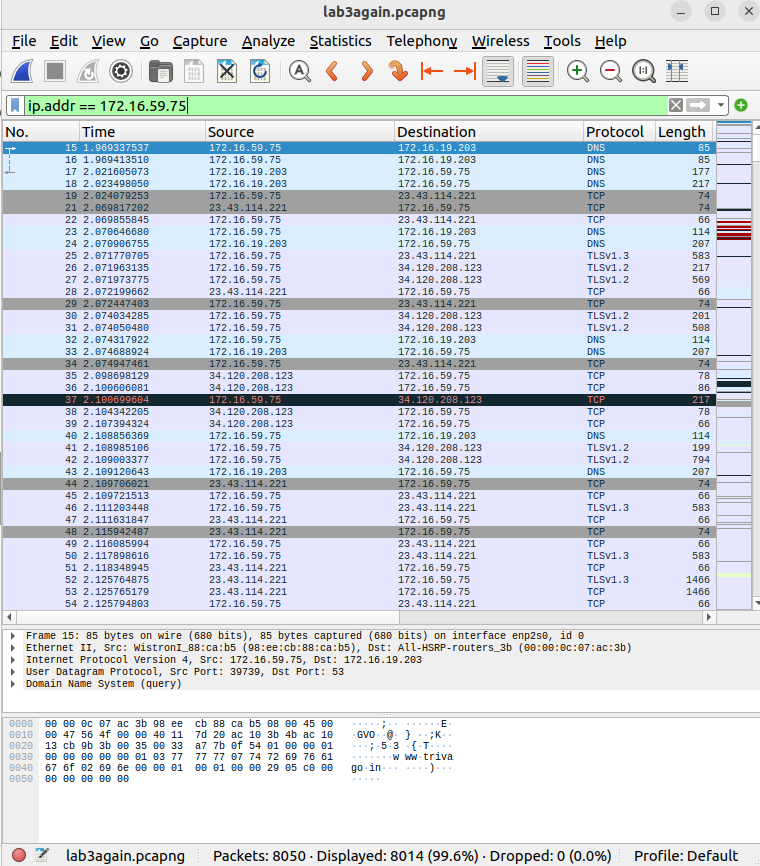 lab3again.pcapng
File Edit View Go Capture Analyze Statistics Telephony Wireless Tools Help
ip.addr == 172.16.59.75
No. Time Source Destination Protocol Length
15 1.969337537 172.16.59.75 172.16.19.203 DNS 85
16 1.969413510 172.16.59.75 172.16.19.203 DNS 85
17 2.021605073 172.16.19.203 172.16.59.75 DNS 177
18 2.023498050 172.16.19.203 172.16.59.75 DNS 217
19 2.024079253 172.16.59.75 23.43.114.221 TCP 74
21 2.069817202 23.43.114.221 172.16.59.75 TCP 74
22 2.069855845 172.16.59.75 23.43.114.221 TCP 66
23 2.070646680 172.16.59.75 172.16.19.203 DNS 114
24 2.070906755 172.16.19.203 172.16.59.75 DNS 207
25 2.071770705 172.16.59.75 23.43.114.221 TLSv1.3 583
26 2.071963135 172.16.59.75 34.120.208.123 TLSv1.2 217
27 2.071973775 172.16.59.75 34.120.208.123 TLSv1.2 569
28 2.072199662 23.43.114.221 172.16.59.75 TCP 66
29 2.072447403 172.16.59.75 23.43.114.221 TCP 74
30 2.074034285 172.16.59.75 34.120.208.123 TLSv1.2 201
31 2.074050480 172.16.59.75 34.120.208.123 TLSv1.2 508
32 2.074317922 172.16.59.75 172.16.19.203 DNS 114
33 2.074688924 172.16.19.203 172.16.59.75 DNS 207
34 2.074947461 172.16.59.75 23.43.114.221 TCP 74
35 2.098698129 34.120.208.123 172.16.59.75 TCP 78
36 2.100606081 34.120.208.123 172.16.59.75 TCP 86
37 2.100699604 172.16.59.75 34.120.208.123 TCP 217
38 2.104342205 34.120.208.123 172.16.59.75 TCP 78
39 2.107394324 34.120.208.123 172.16.59.75 TCP 66
40 2.108856369 172.16.59.75 172.16.19.203 DNS 114
41 2.108985106 172.16.59.75 34.120.208.123 TLSv1.2 199
42 2.109003377 172.16.59.75 34.120.208.123 TLSv1.2 794
43 2.109120643 172.16.19.203 172.16.59.75 DNS 207
44 2.109706021 23.43.114.221 172.16.59.75 TCP 74
45 2.109721513 172.16.59.75 23.43.114.221 TCP 66
46 2.111203448 172.16.59.75 23.43.114.221 TLSv1.3 583
47 2.111631847 23.43.114.221 172.16.59.75 TCP 66
48 2.115942487 23.43.114.221 172.16.59.75 TCP 74
49 2.116085994 172.16.59.75 23.43.114.221 TCP 66
50 2.117898616 172.16.59.75 23.43.114.221 TLSv1.3 583
51 2.118348945 23.43.114.221 172.16.59.75 TCP 66
52 2.125764875 23.43.114.221 172.16.59.75 TLSv1.3 1466
53 2.125765179 23.43.114.221 172.16.59.75 TCP 1466
54 2.125794803 172.16.59.75 23.43.114.221 TCP 66
Frame 15: 85 bytes on wire (680 bits), 85 bytes captured (680 bits) on interface enp2s0, id 0
Ethernet II, Src: WistronI_88:ca:b5 (98:ee:cb:88:ca:b5), Dst: All-HSRP-routers_3b (00:00:0c:07:ac:3b)
Internet Protocol Version 4, Src: 172.16.59.75, Dst: 172.16.19.203
User Datagram Protocol, Src Port: 39739, Dst Port: 53
Domain Name System (query)
0000 00 00 0c 07 ac 3b 98 ee cb 88 ca b5 08 00 45 00 ·····;·· ······E·
0010 00 47 56 4f 00 00 40 11 7d 20 ac 10 3b 4b ac 10 ·GVO··@· } ··;K··
0020 13 cb 9b 3b 00 35 00 33 a7 7b 0f 54 01 00 00 01 ···;·5·3 ·{·T····
0030 00 00 00 00 00 01 03 77 77 77 07 74 72 69 76 61 ·······w ww·triva
0040 67 6f 02 69 6e 00 00 01 00 01 00 00 29 05 c0 00 go·in··· ····)···
0050 00 00 00 00 00 ·····
lab3again.pcapng Packets: 8050 · Displayed: 8014 (99.6%) · Dropped: 0 (0.0%) Profile: Default